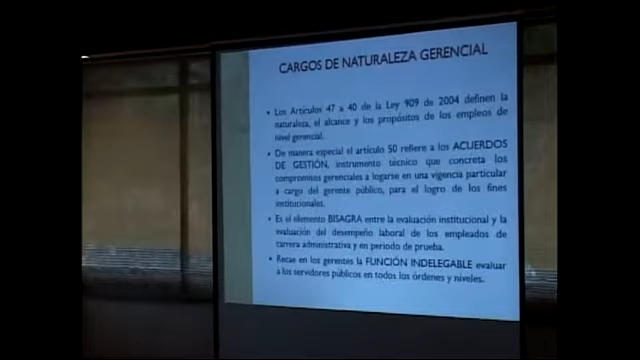 CARGOS DE NATURALEZA GERENCIAL
• Los Artículos 47 a 40 de la Ley 909 de 2004 definen la
naturaleza, el alcance y los propósitos de los empleos de
nivel gerencial.
• De manera especial el artículo 50 refiere a los ACUERDOS
DE GESTIÓN, instrumento técnico que concreta los
compromisos gerenciales a logarse en una vigencia particular
a cargo del gerente público, para el logro de los fines
institucionales.
• Es el elemento BISAGRA entre la evaluación institucional y la
evaluación del desempeño laboral de los empleados de
carrera administrativa y en periodo de prueba.
• Recae en los gerentes la FUNCIÓN INDELEGABLE evaluar
a los servidores públicos en todos los órdenes y niveles.